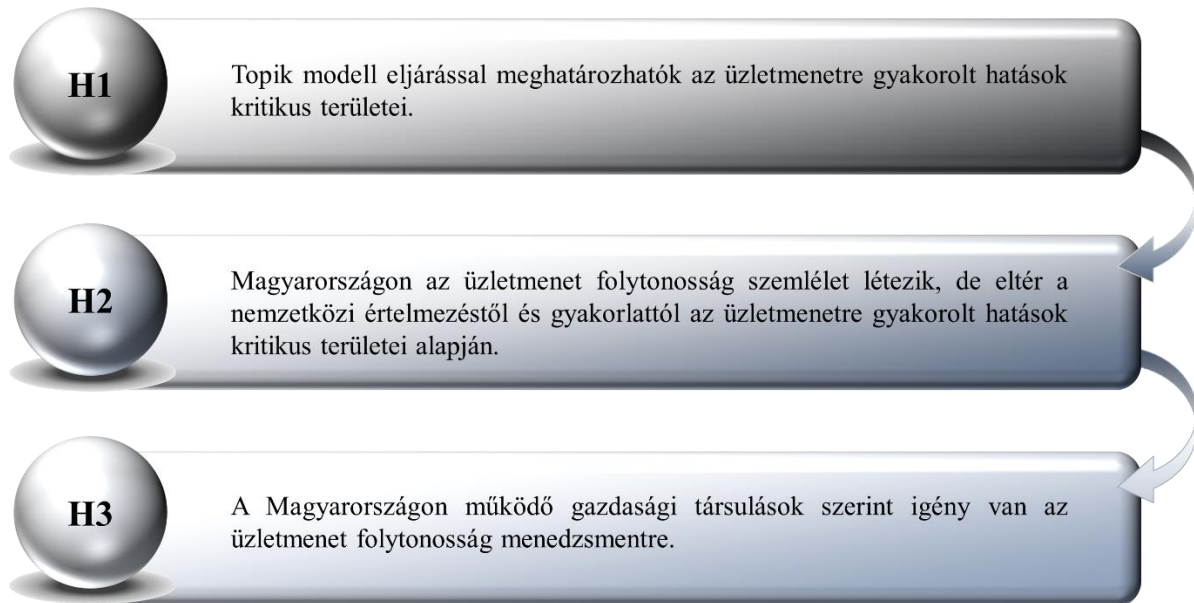 H1
Topik modell eljárással meghatározhatók az üzletmenetre gyakorolt hatások
kritikus területei.
H2
Magyarországon az üzletmenet folytonosság szemlélet létezik, de eltér a
nemzetközi értelmezéstől és gyakorlattól az üzletmenetre gyakorolt hatások
kritikus területei alapján.
H3
A Magyarországon működő gazdasági társulások szerint igény van az
üzletmenet folytonosság menedzsmentre.